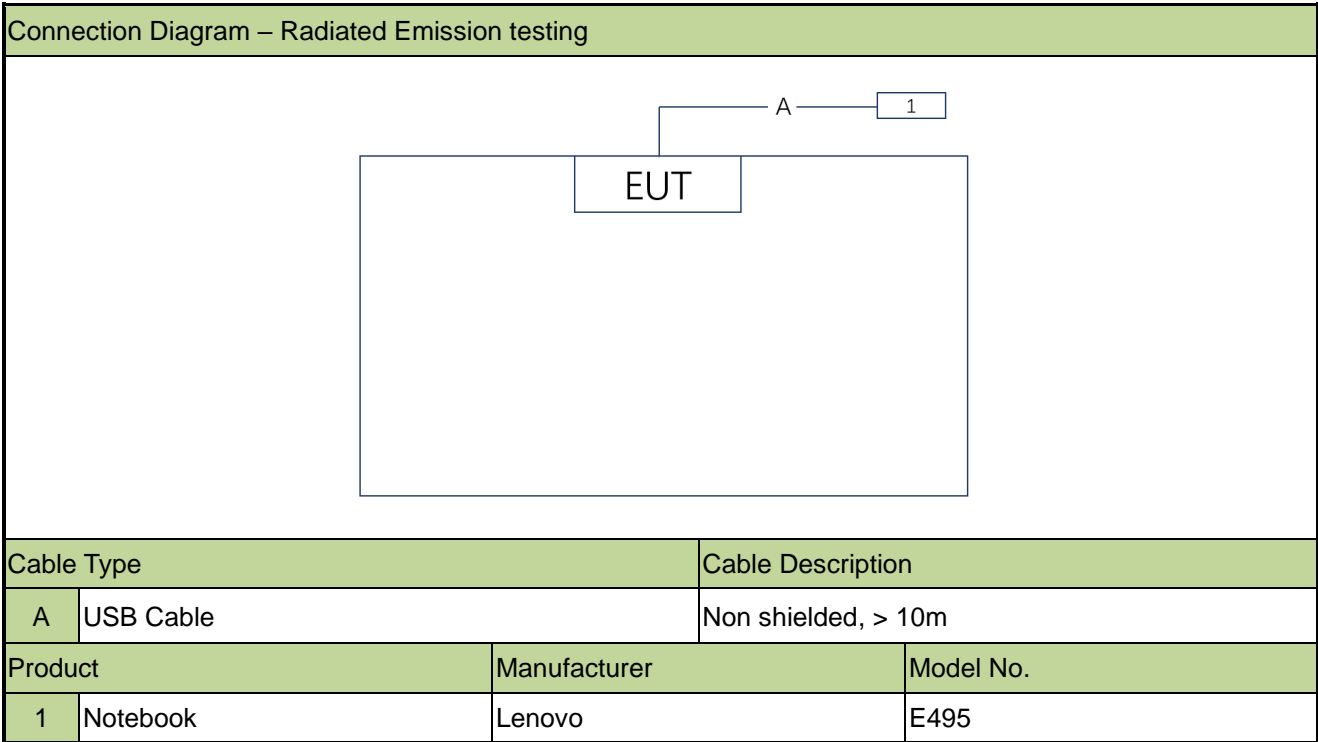 Connection Diagram – Radiated Emission testing
A 1
EUT
Cable Type Cable Description
A USB Cable Non shielded, > 10m
Product Manufacturer Model No.
1 Notebook Lenovo E495